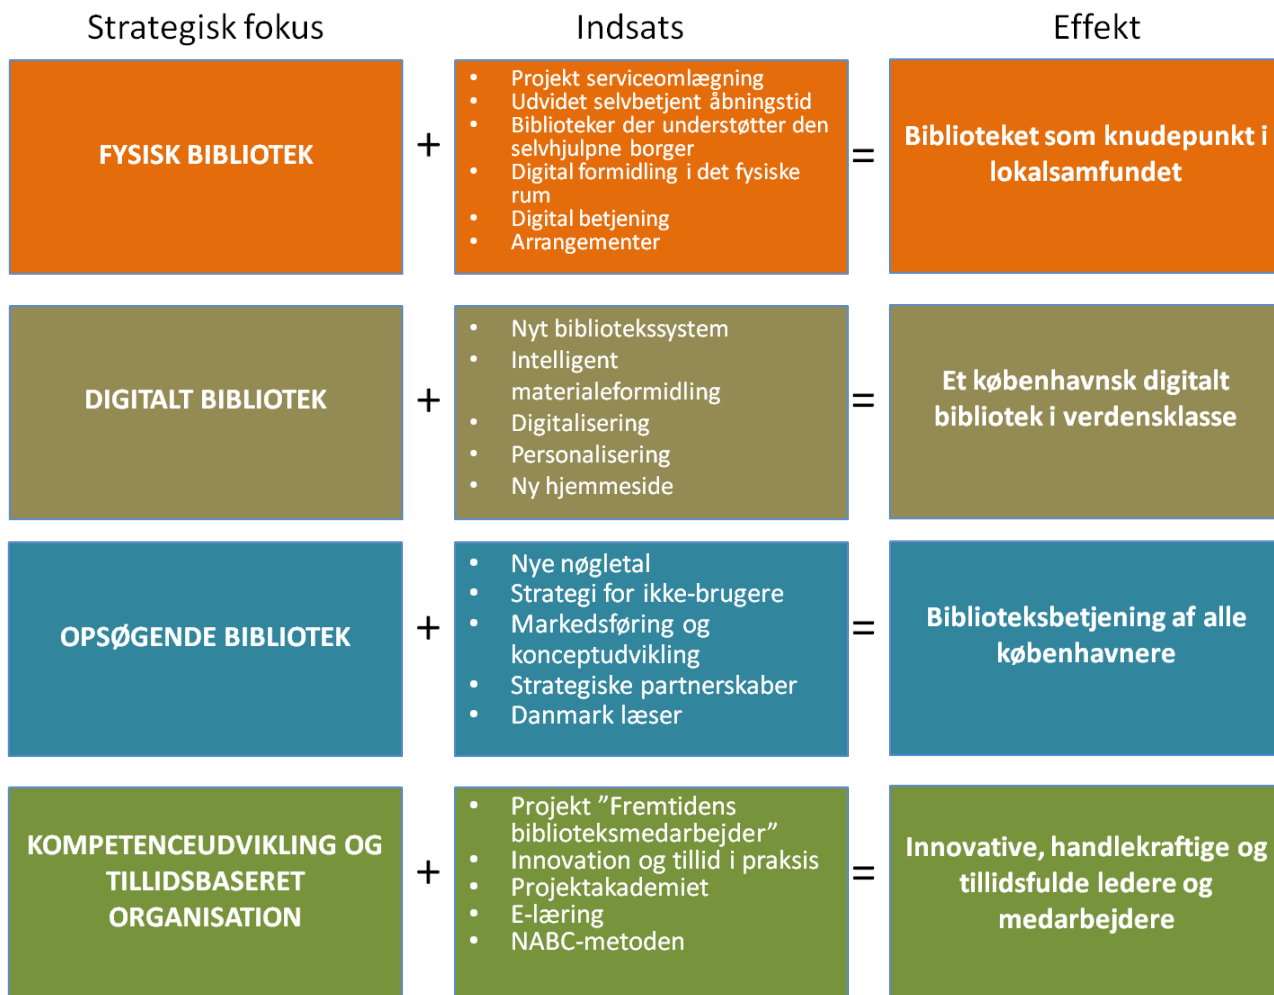 Strategisk fokus
Indsats
Effekt
FYSISK BIBLIOTEK
+
• Projekt serviceomlægning
• Udvidet selvbetjent åbningstid
• Biblioteker der understøtter den
selvhjulpne borger
• Digital formidling i det fysiske
rum
• Digital betjening
• Arrangementer
=
Biblioteket som knudepunkt i
lokalsamfundet
DIGITALT BIBLIOTEK
+
• Nyt bibliotekssystem
• Intelligent
materialeformidling
• Digitalisering
• Personalisering
• Ny hjemmeside
=
Et københavnsk digitalt
bibliotek i verdensklasse
OPSØGENDE BIBLIOTEK
+
• Nye nøgletal
• Strategi for ikke-brugere
• Markedsføring og
konceptudvikling
• Strategiske partnerskaber
• Danmark læser
=
Biblioteksbetjening af alle
københavnere
KOMPETENCEUDVIKLING OG
TILLIDSBASERET
ORGANISATION
+
• Projekt ”Fremtidens
biblioteksmedarbejder”
• Innovation og tillid i praksis
• Projektakademiet
• E-læring
• NABC-metoden
=
Innovative, handlekraftige og
tillidsfulde ledere og
medarbejdere